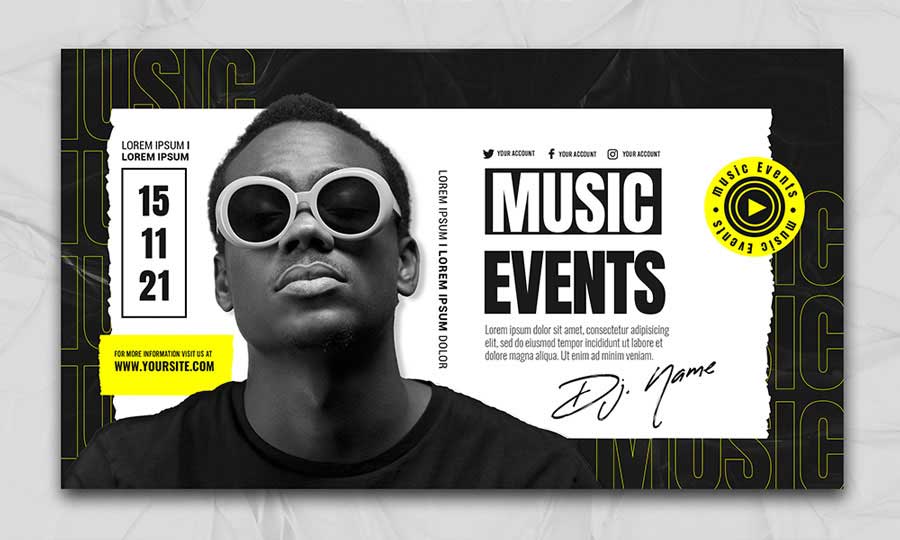 MUSIC
LOREM IPSUM I
LOREM IPSUM
15
11
21
FOR MORE INFORMATION VISIT US AT
WWW.YOURSITE.COM
LOREM IPSUM I LOREM IPSUM DOLOR
YOUR ACCOUNT
YOUR ACCOUNT
YOUR ACCOUNT
MUSIC
EVENTS
Lorem ipsum dolor sit amet, consectetur adipisicing
elit, sed do eiusmod tempor incididunt ut labore et
dolore magna aliqua. Ut enim ad minim veniam.
Dj. Name
music Events • music Events •
MUSIC
MUSIC
MUSIC
MUSIC